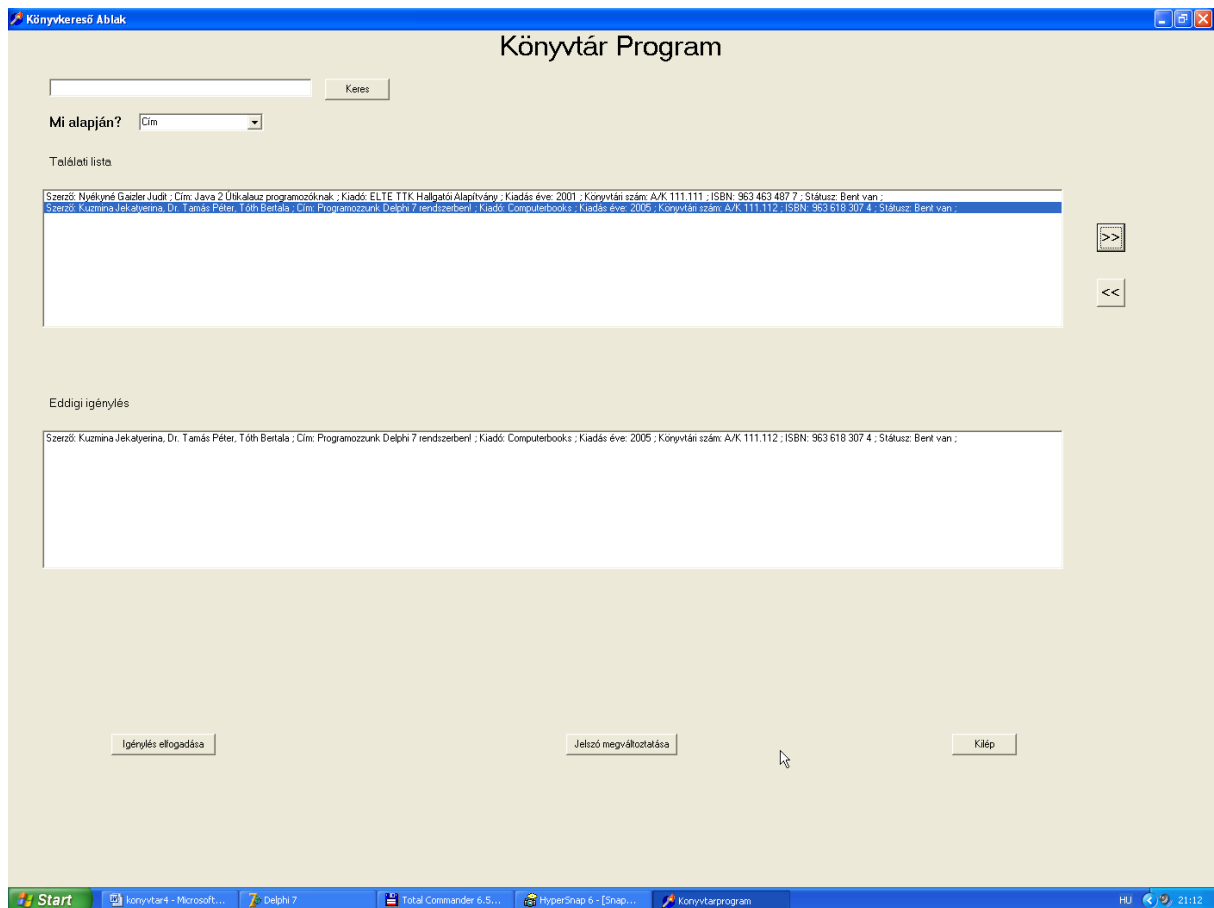 Könyvkereső Ablak
Könyvtár Program
Keres
Mi alapján? Cím
Találati lista
Szerző: Nyékyné Gaizler Judit ; Cím: Java 2 Útikalauz programozóknak ; Kiadó: ELTE TTK Hallgatói Alapítvány ; Kiadás éve: 2001 ; Könyvtári szám: A/K 111.111 ; ISBN: 963 463 487 7 ; Státusz: Bent van ;
Szerző: Kuzmina Jekatyerina, Dr. Tamás Péter, Tóth Bertala ; Cím: Programozzunk Delphi 7 rendszerben! ; Kiadó: Computerbooks ; Kiadás éve: 2005 ; Könyvtári szám: A/K 111.112 ; ISBN: 963 618 307 4 ; Státusz: Bent van ;
>>
<<
Eddigi igénylés
Szerző: Kuzmina Jekatyerina, Dr. Tamás Péter, Tóth Bertala ; Cím: Programozzunk Delphi 7 rendszerben! ; Kiadó: Computerbooks ; Kiadás éve: 2005 ; Könyvtári szám: A/K 111.112 ; ISBN: 963 618 307 4 ; Státusz: Bent van ;
Igénylés elfogadása Jelszó megváltoztatása Kilép
Start konyvtar4 - Microsoft... Delphi 7 Total Commander 6.5... HyperSnap 6 - [Snap... Konyvtarprogram HU 21:12